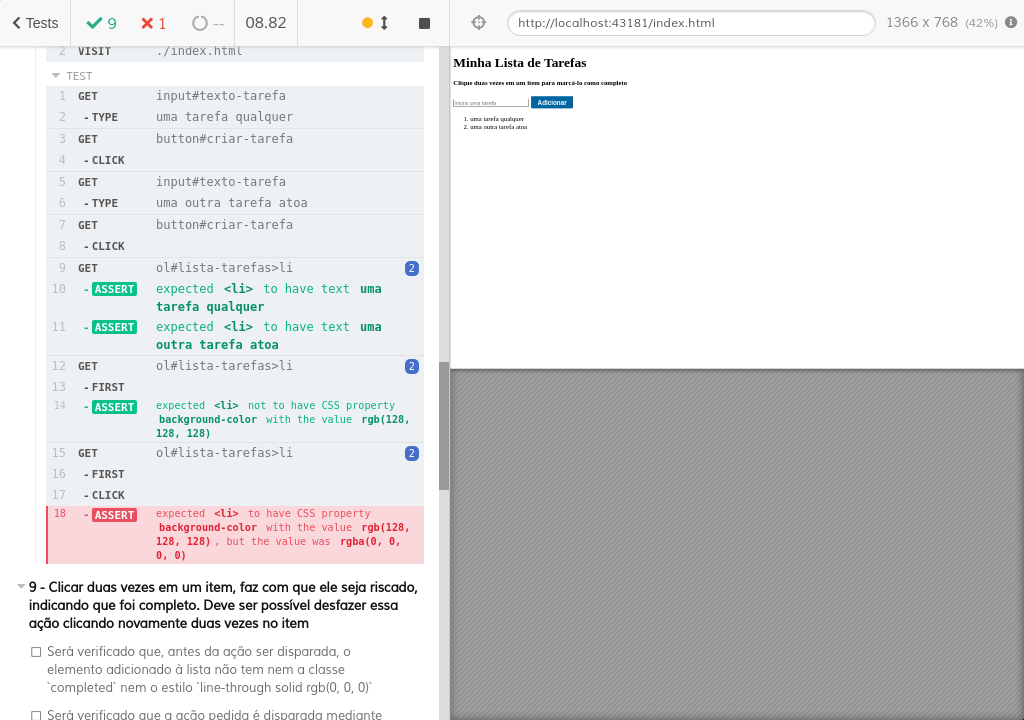 Tests 9 1 -- 08.82 http://localhost:43181/index.html 1366 x 768 (42%)
2 VISIT ./index.html
TEST
1 GET input#texto-tarefa
2 -TYPE uma tarefa qualquer
3 GET button#criar-tarefa
4 -CLICK
5 GET input#texto-tarefa
6 -TYPE uma outra tarefa atoa
7 GET button#criar-tarefa
8 -CLICK
9 GET ol#lista-tarefas>li 2
10 -ASSERT expected <li> to have text uma
tarefa qualquer
11 -ASSERT expected <li> to have text uma
outra tarefa atoa
12 GET ol#lista-tarefas>li 2
13 -FIRST
14 -ASSERT expected <li> not to have CSS property
background-color with the value rgb(128,
128, 128)
15 GET ol#lista-tarefas>li 2
16 -FIRST
17 -CLICK
18 -ASSERT expected <li> to have CSS property
background-color with the value rgb(128,
128, 128) , but the value was rgba(0, 0,
0, 0)
9 - Clicar duas vezes em um item, faz com que ele seja riscado,
indicando que foi completo. Deve ser possível desfazer essa
ação clicando novamente duas vezes no item
Será verificado que, antes da ação ser disparada, o
elemento adicionado à lista não tem nem a classe
`completed` nem o estilo `line-through solid rgb(0, 0, 0)`
Será verificado que a ação pedida é disparada mediante
Minha Lista de Tarefas
Clique duas vezes em um item para marcá-lo como completo
Insira uma tarefa Adicionar
1. uma tarefa qualquer
2. uma outra tarefa atoa